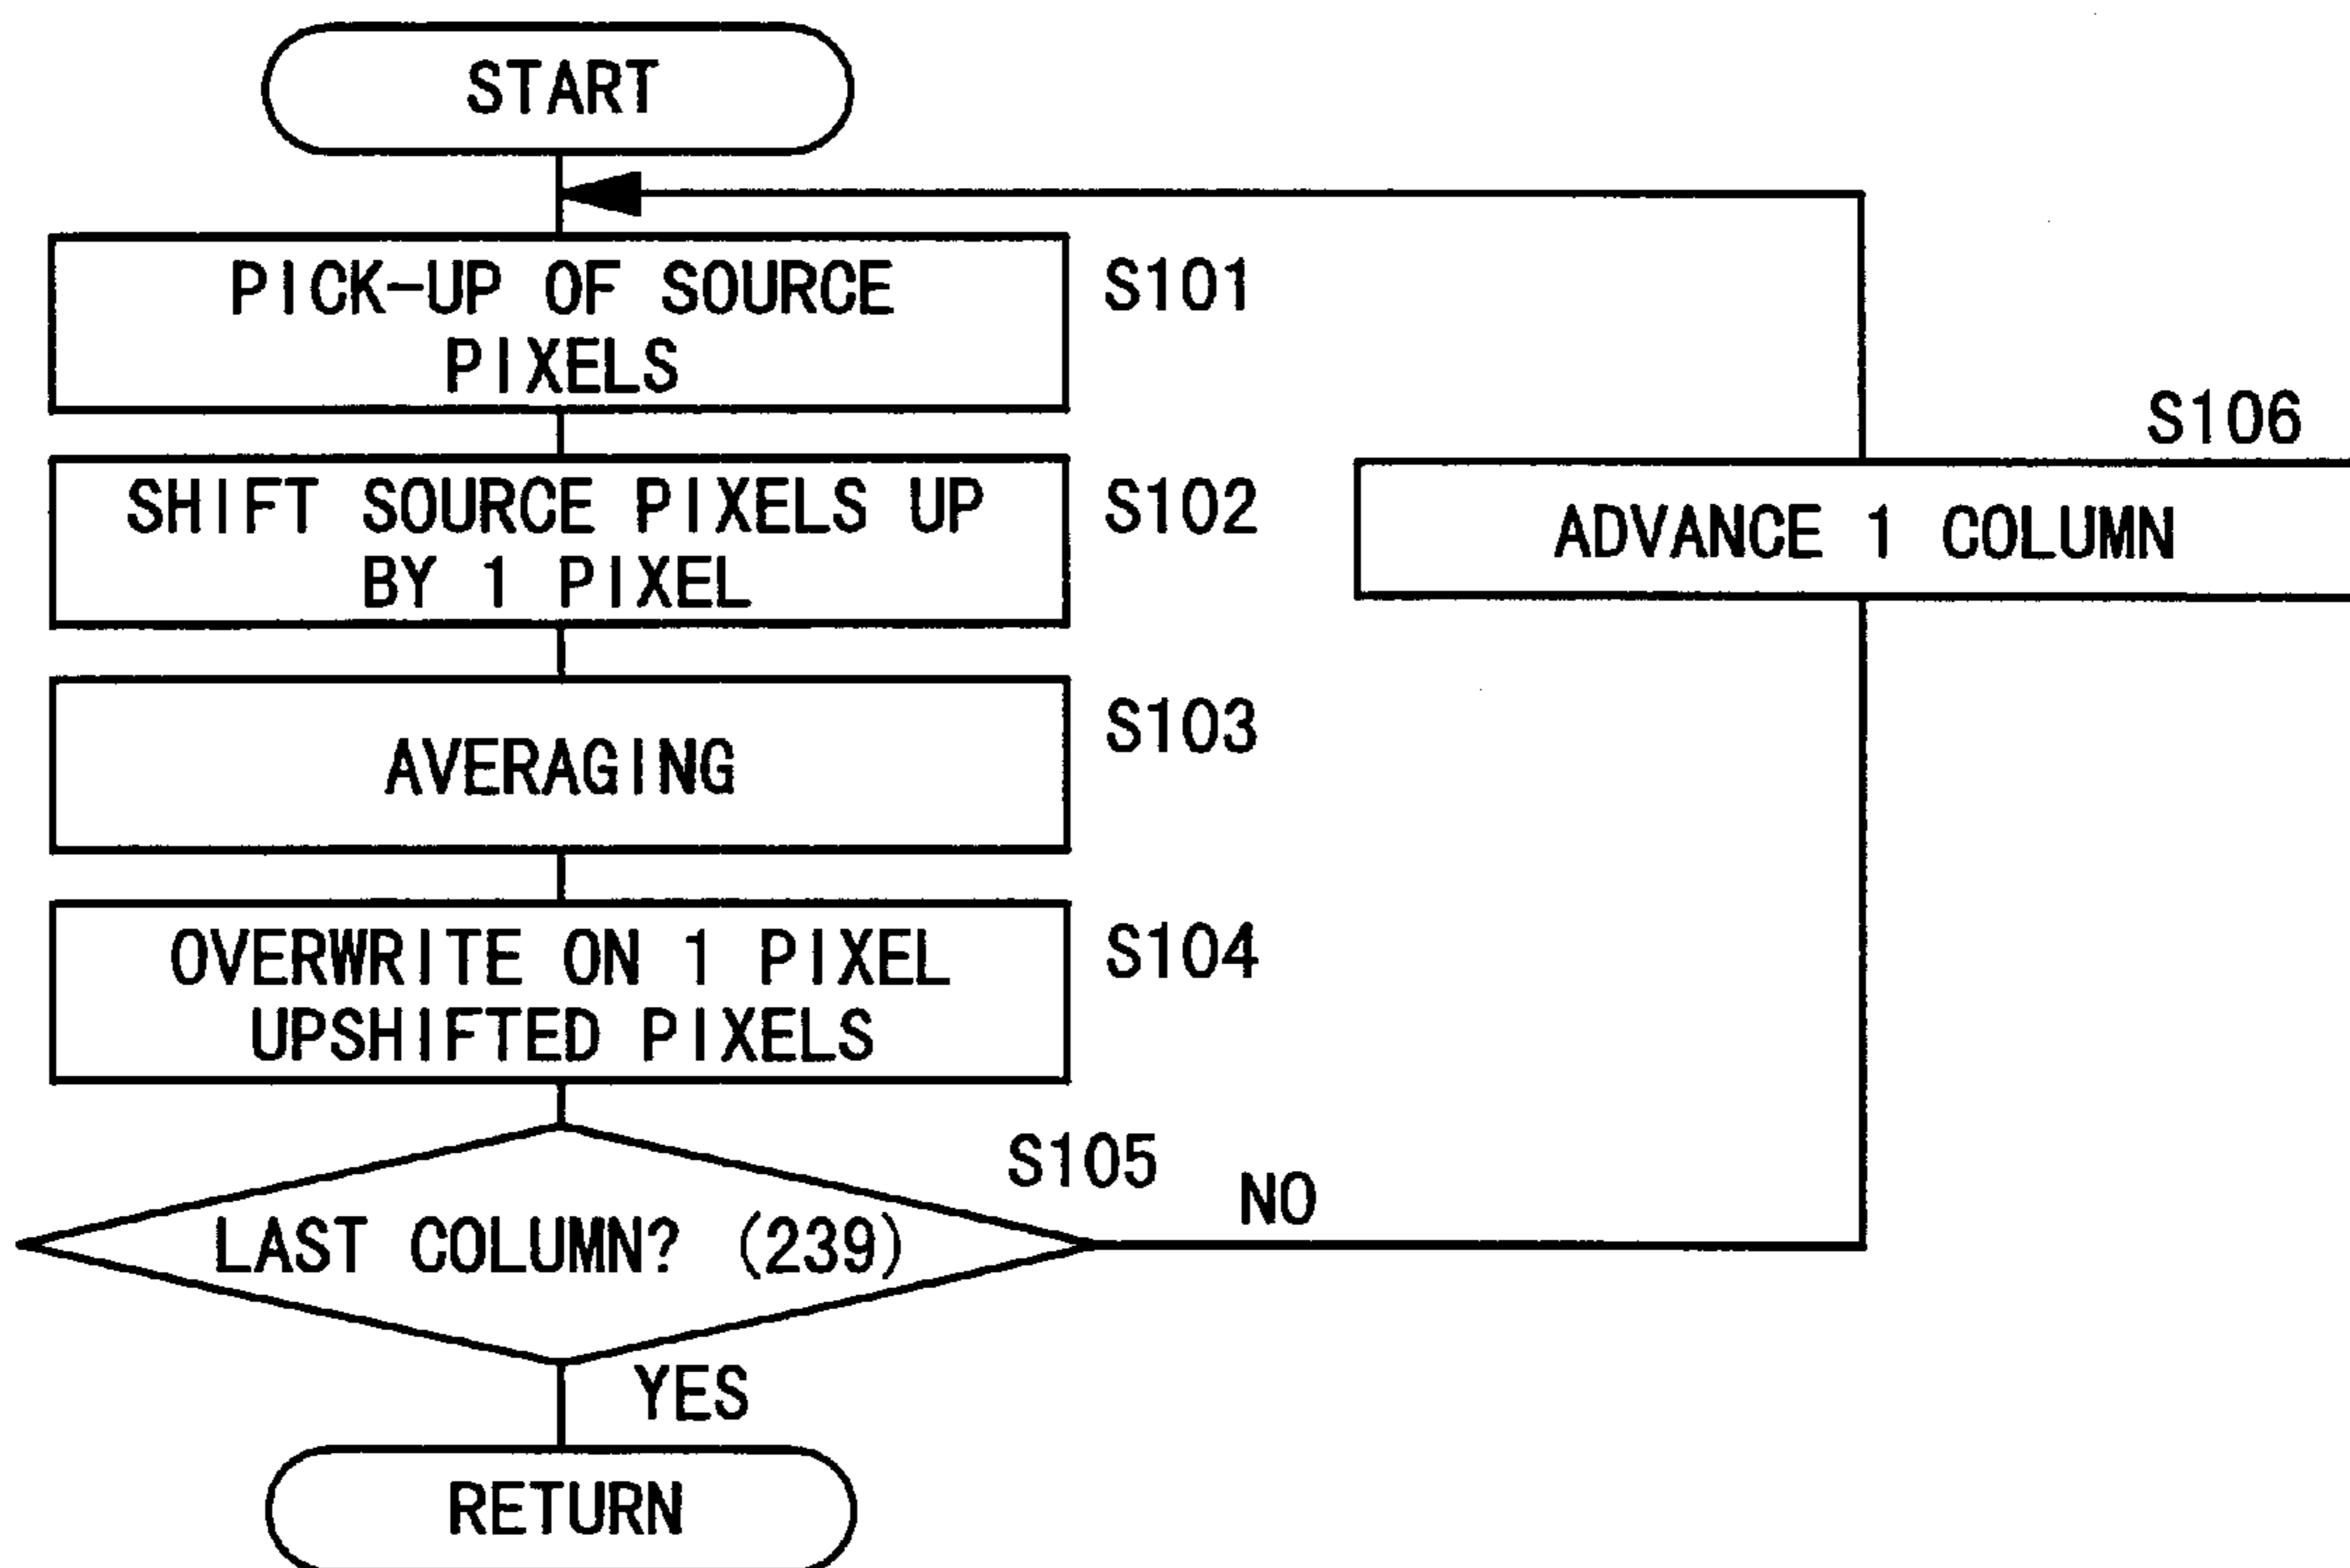 START
PICK-UP OF SOURCE
PIXELS
S101
SHIFT SOURCE PIXELS UP
BY 1 PIXEL
S102
AVERAGING
S103
OVERWRITE ON 1 PIXEL
UPSHIFTED PIXELS
S104
LAST COLUMN? (239)
S105
NO
YES
RETURN
S106
ADVANCE 1 COLUMN